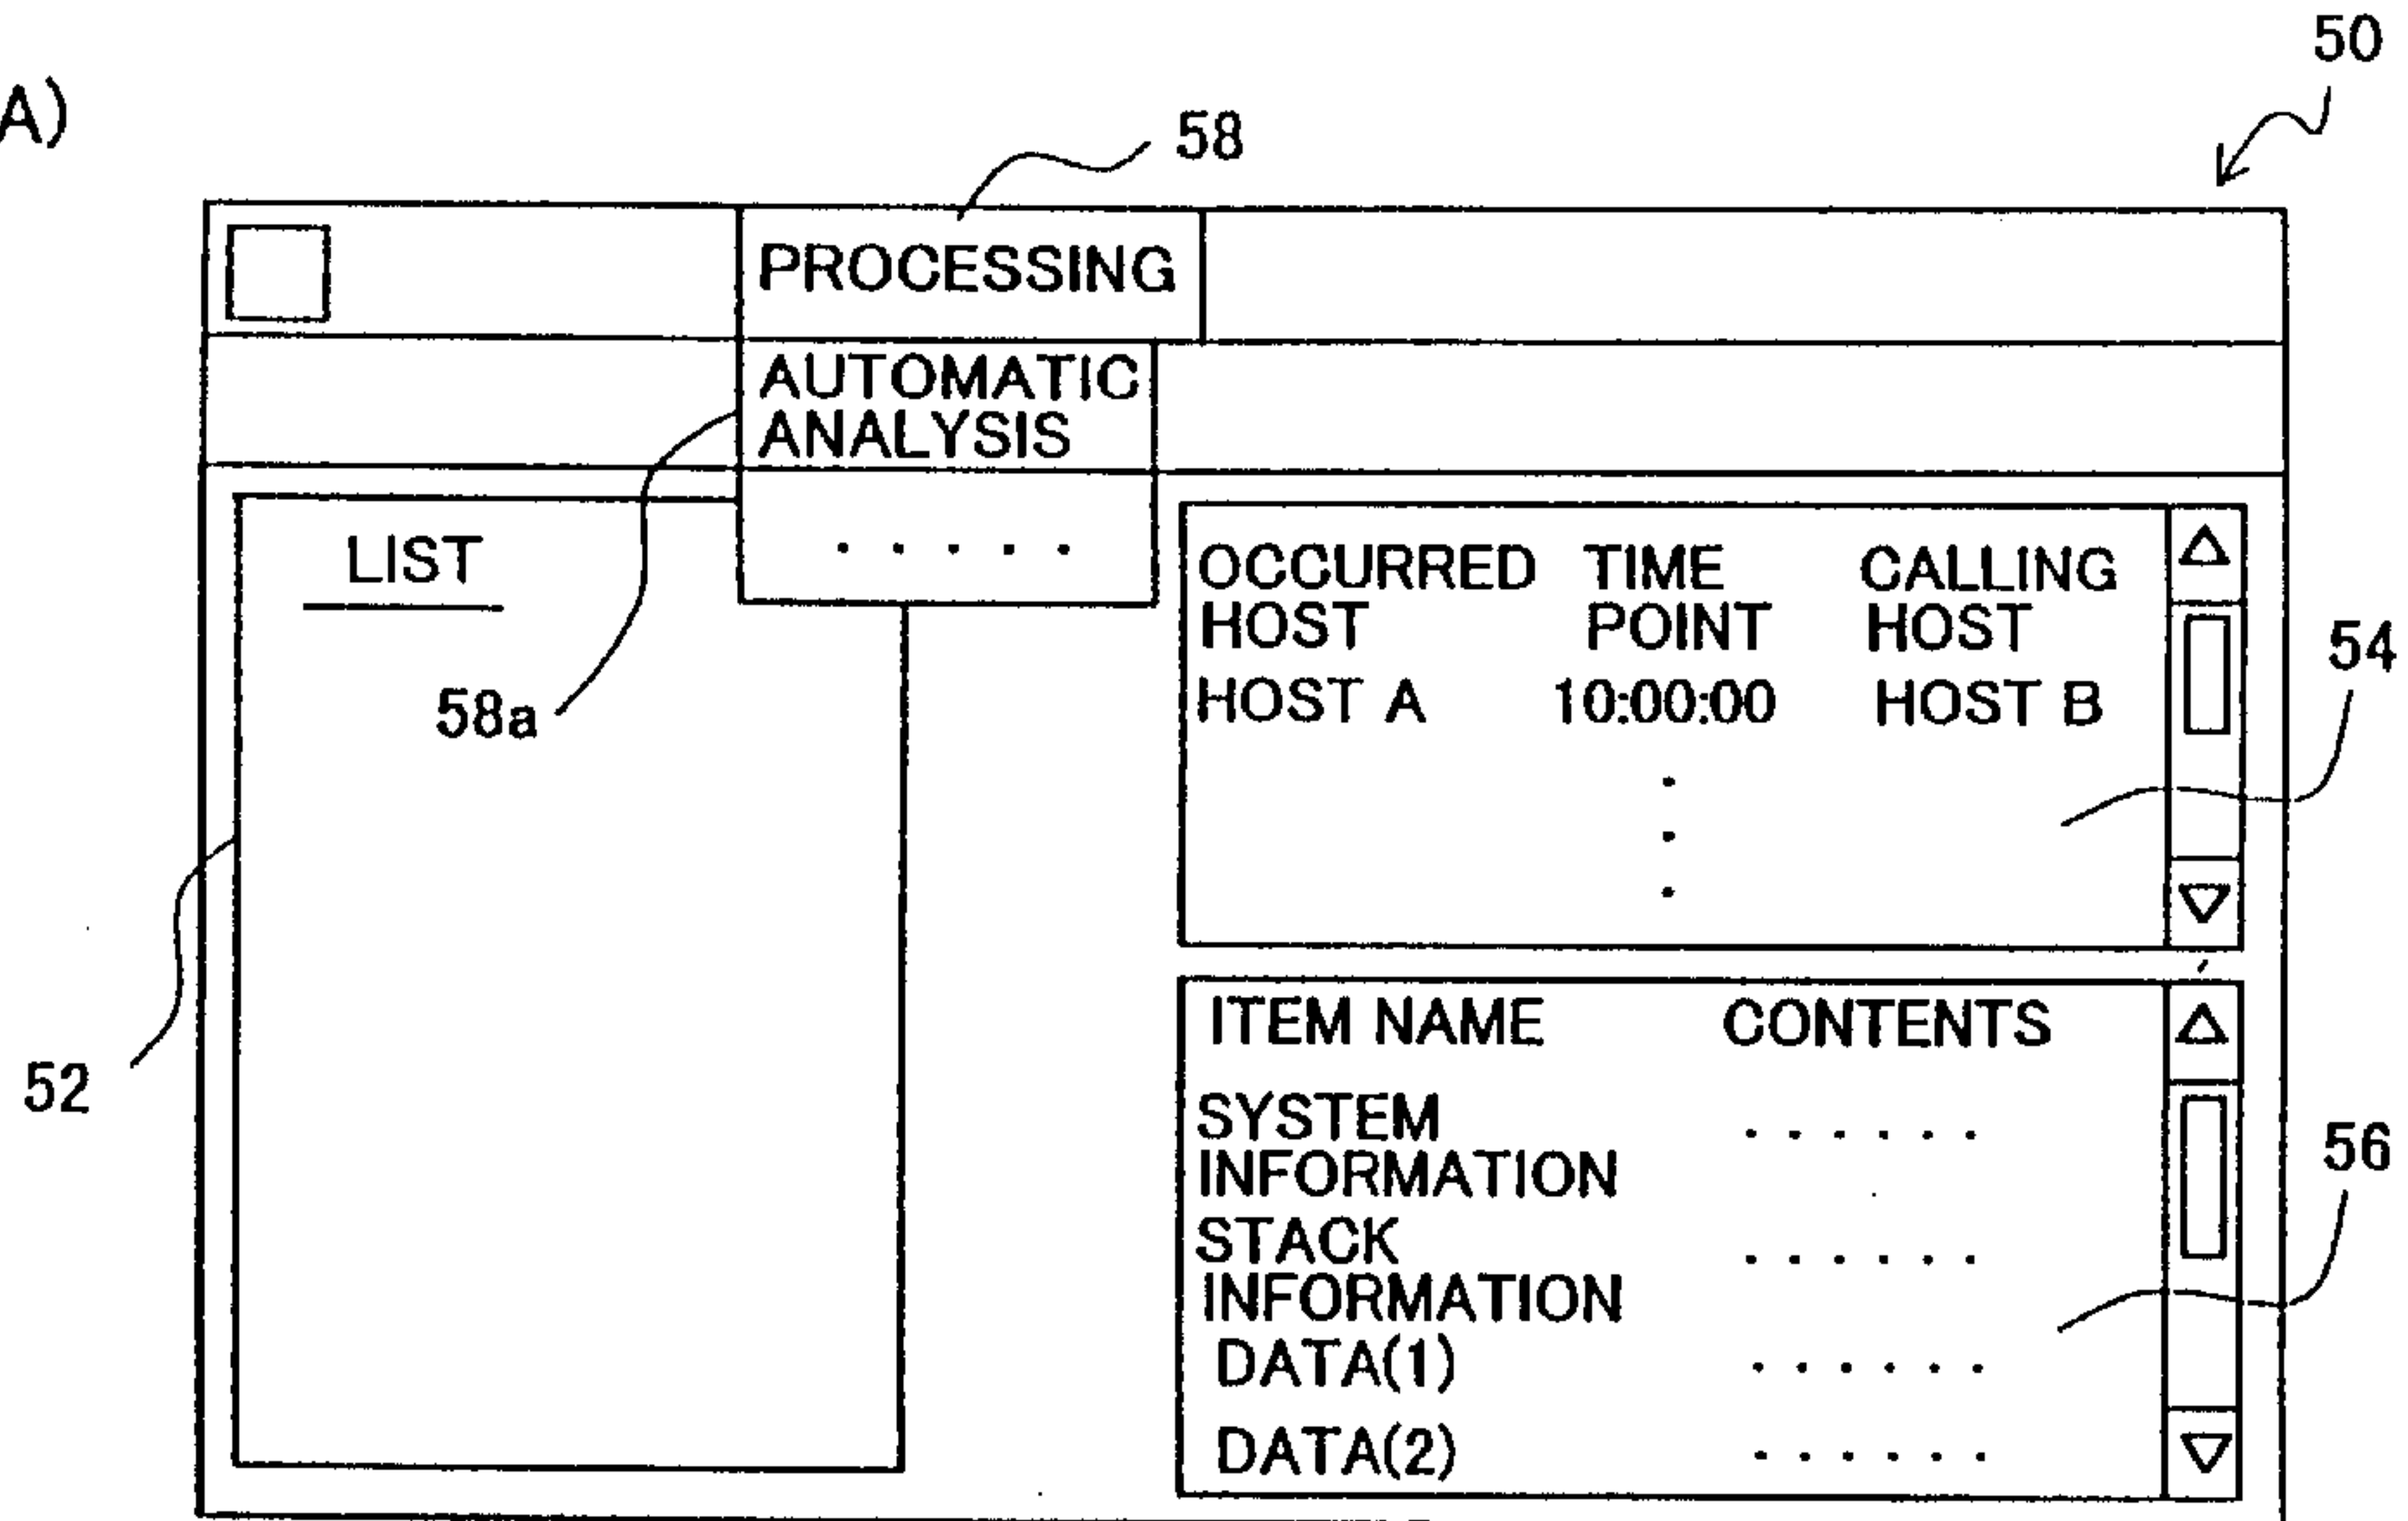 50
A)
58
PROCESSING
AUTOMATIC
ANALYSIS
. . . . .
LIST
58a
52
OCCURRED TIME CALLING
HOST POINT HOST
HOST A 10:00:00 HOST B
.
.
.
54
ITEM NAME CONTENTS
SYSTEM
INFORMATION . . . . . .
STACK
INFORMATION . . . . . .
DATA(1) . . . . . .
DATA(2) . . . . . .
56